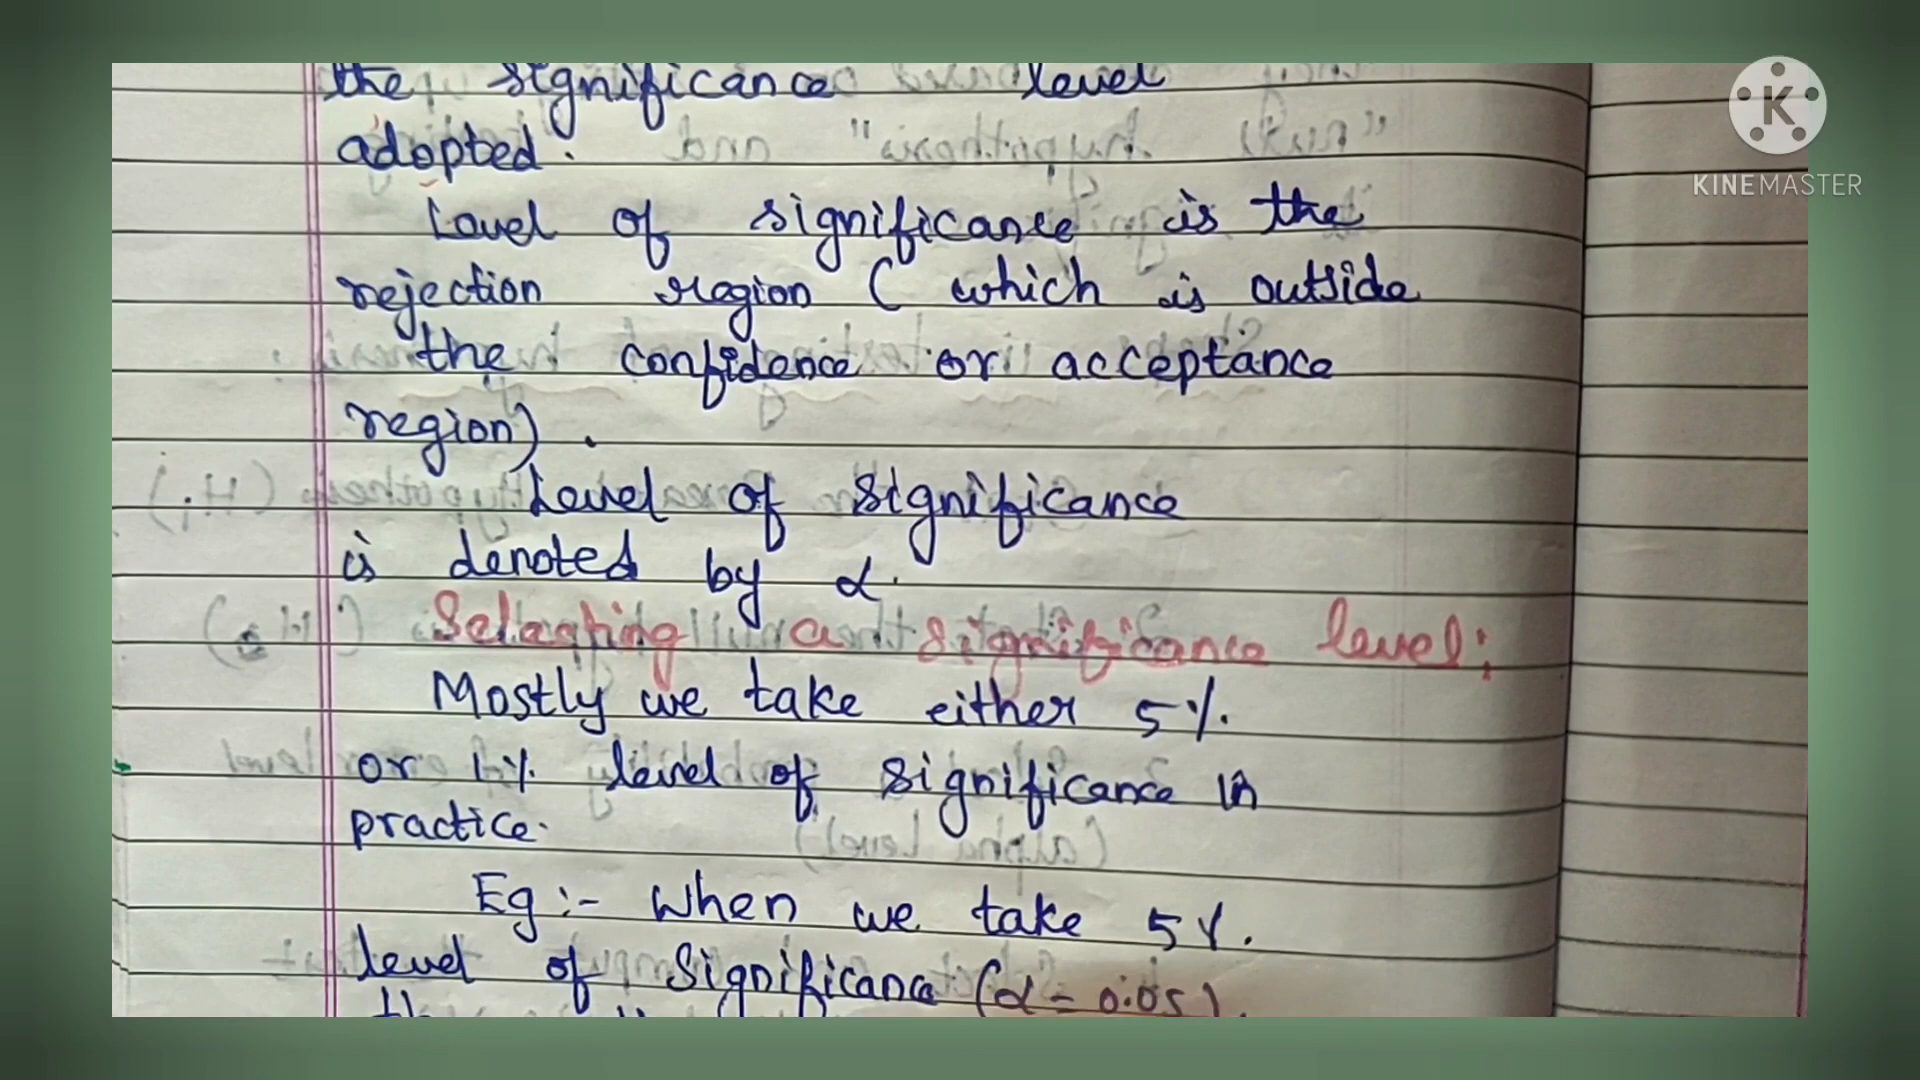 the significance level
adopted.
Level of significance is the
rejection region ( which is outside
the confidence or acceptance
region) .
Level of significance
is denoted by α.
Selecting a significance level:
Mostly we take either 5%.
or 1% level of significance in
practice.
Eg :- When we take 5%.
level of significance (α = 0.05).
KINEMASTER